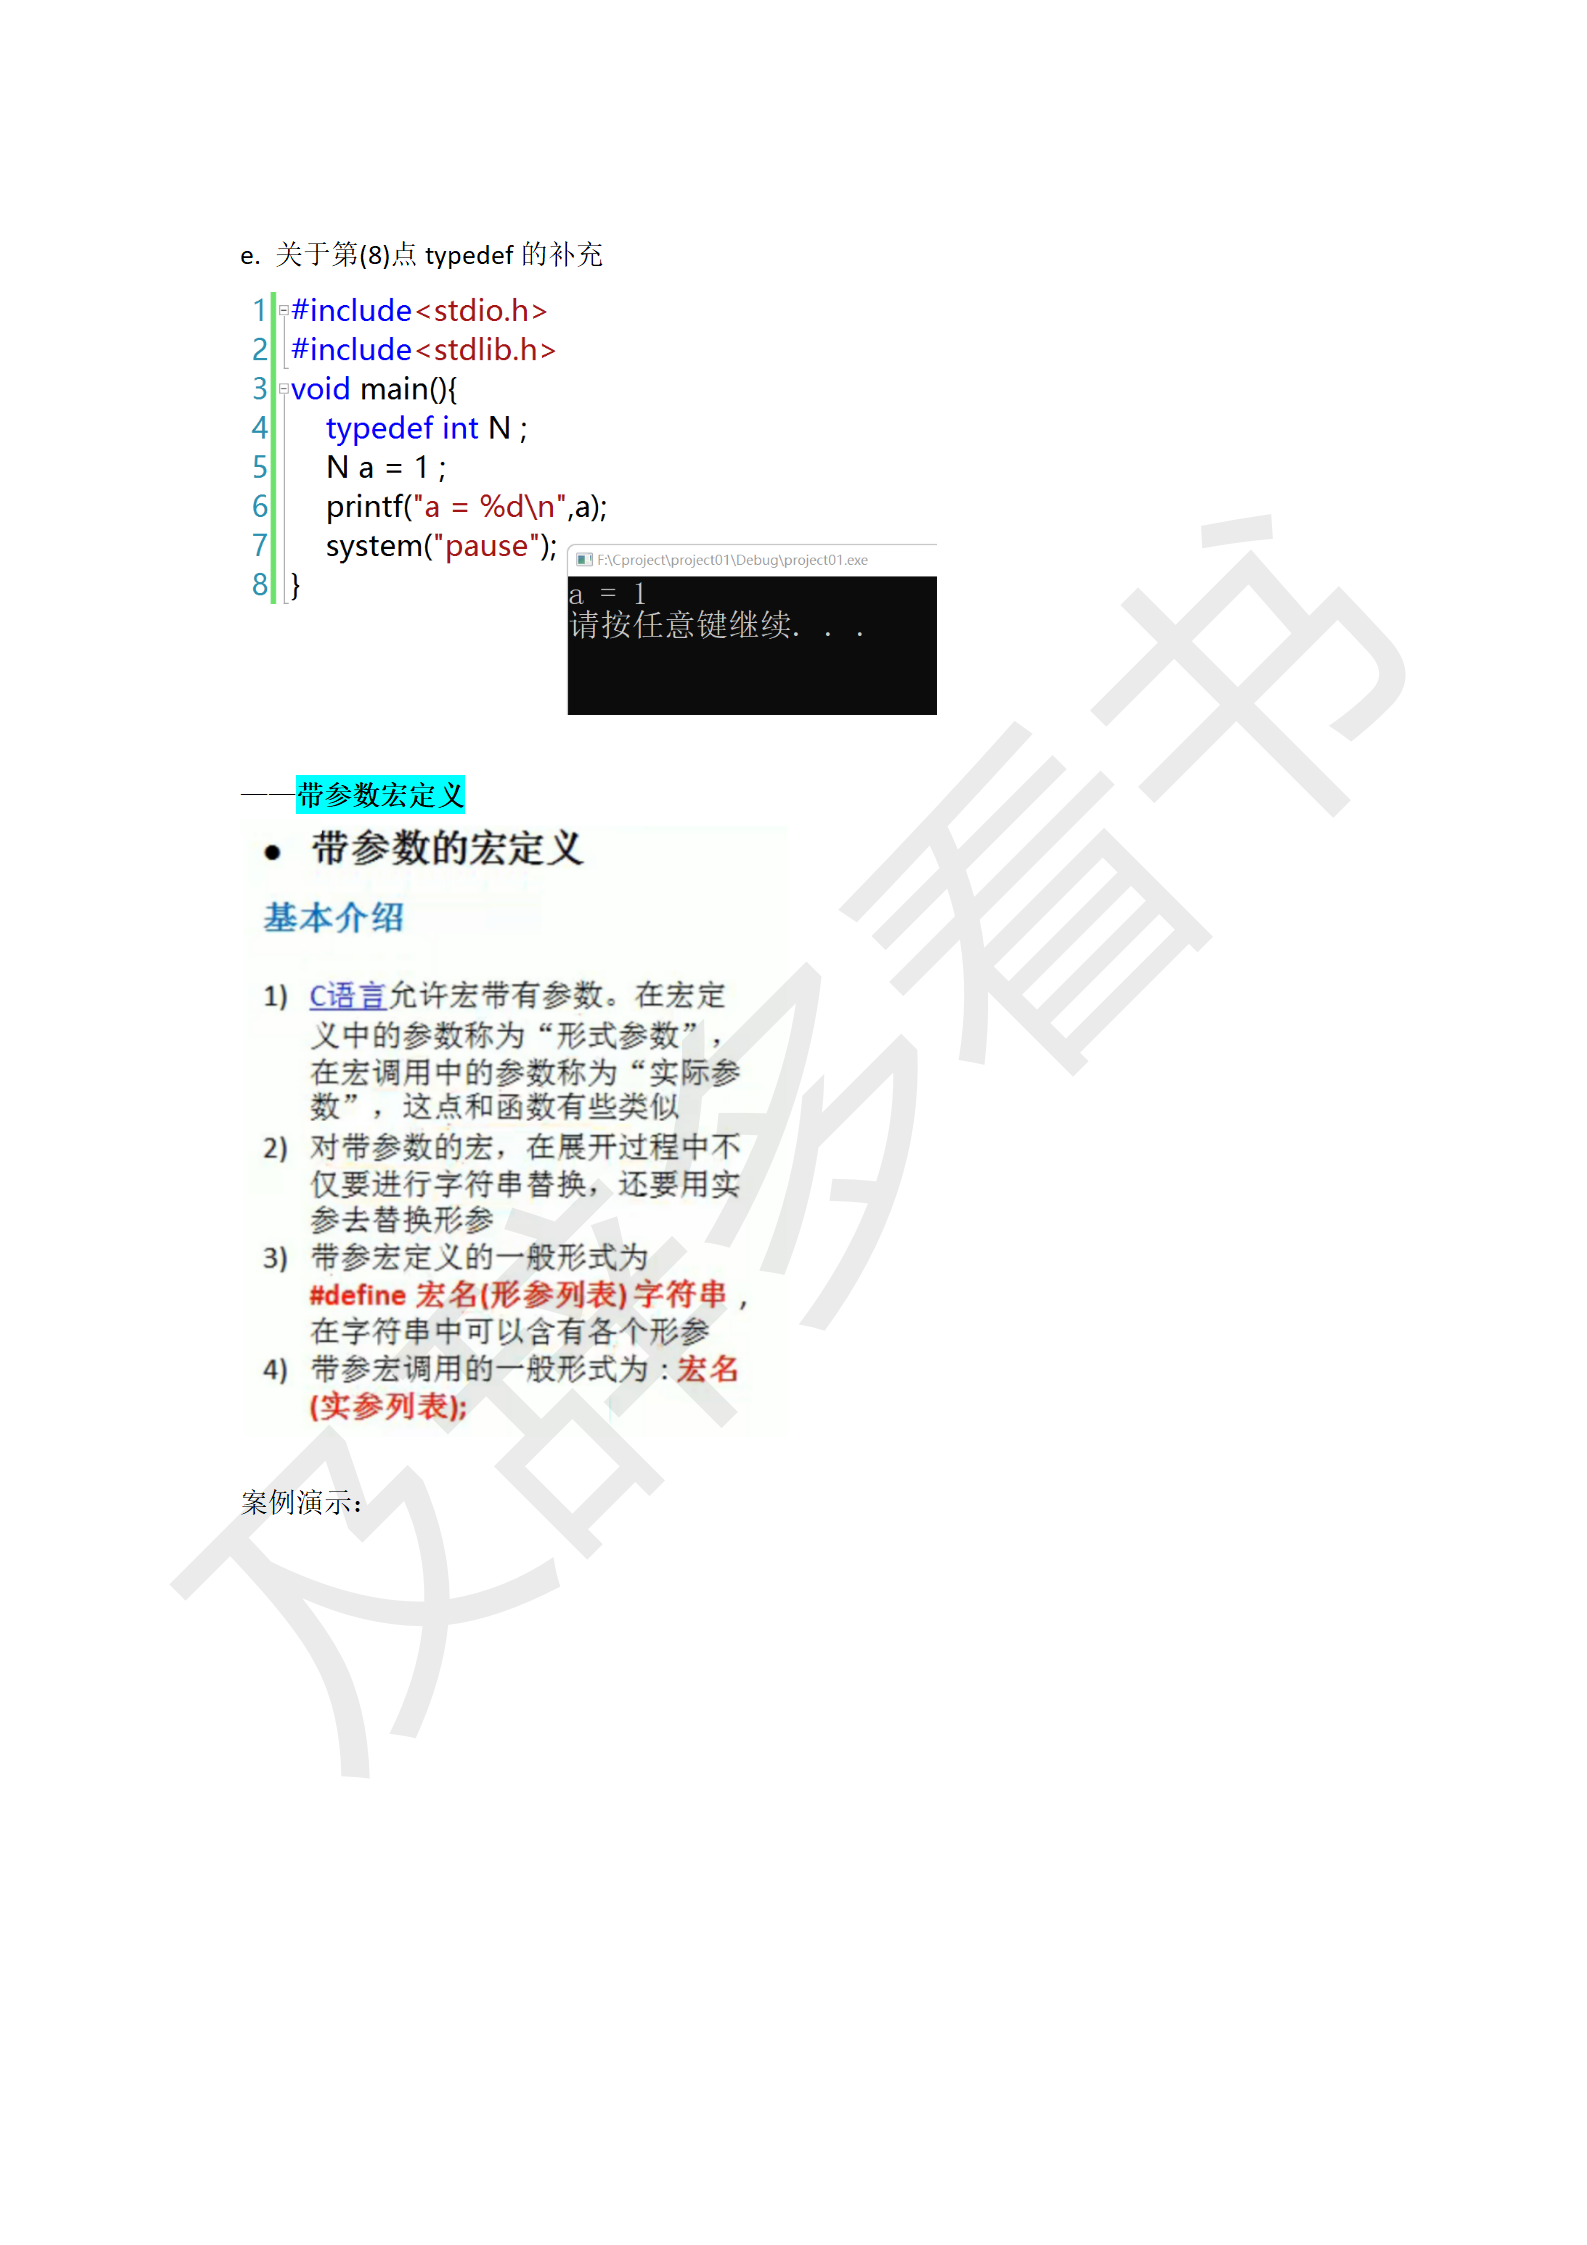 e. 关于第(8)点 typedef 的补充
1 #include<stdio.h>
2 #include<stdlib.h>
3 void main(){
4 typedef int N ;
5 N a = 1 ;
6 printf("a = %d\n",a);
7 system("pause");
8 }
F:\Cproject\project01\Debug\project01.exe
a = 1
请按任意键继续. . .
——带参数宏定义
● 带参数的宏定义
基本介绍
1) C语言允许宏带有参数。在宏定
义中的参数称为“形式参数”，
在宏调用中的参数称为“实际参
数”，这点和函数有些类似
2) 对带参数的宏，在展开过程中不
仅要进行字符串替换，还要用实
参去替换形参
3) 带参宏定义的一般形式为
#define 宏名(形参列表) 字符串，
在字符串中可以含有各个形参
4) 带参宏调用的一般形式为：宏名
(实参列表);
案例演示：
及辞多看书